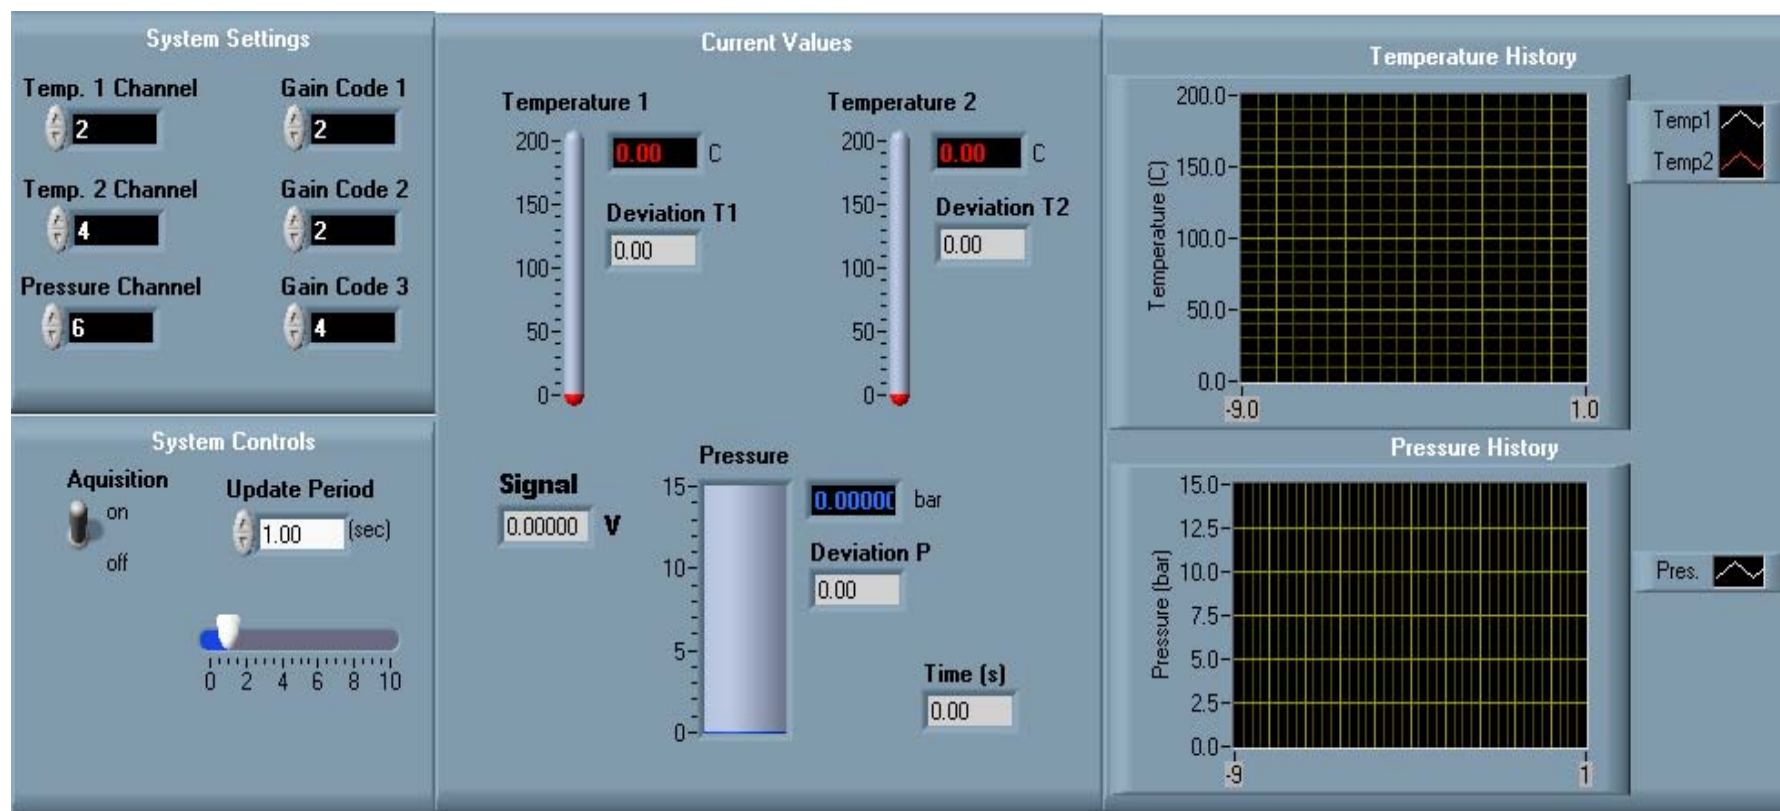 System Settings
Temp. 1 Channel
Gain Code 1
2
2
Temp. 2 Channel
Gain Code 2
4
2
Pressure Channel
Gain Code 3
6
4
System Controls
Aquisition
on
off
Update Period
1.00 (sec)
0 2 4 6 8 10
Current Values
Temperature 1
200
150
100
50
0
0.00 C
Deviation T1
0.00
Temperature 2
200
150
100
50
0
0.00 C
Deviation T2
0.00
Signal
0.00000 V
Pressure
15
10
5
0
0.00000 bar
Deviation P
0.00
Time (s)
0.00
Temperature History
Temperature (C)
200.0
150.0
100.0
50.0
0.0
-9.0 1.0
Temp1
Temp2
Pressure History
Pressure (bar)
15.0
12.5
10.0
7.5
5.0
2.5
0.0
-9 1
Pres.